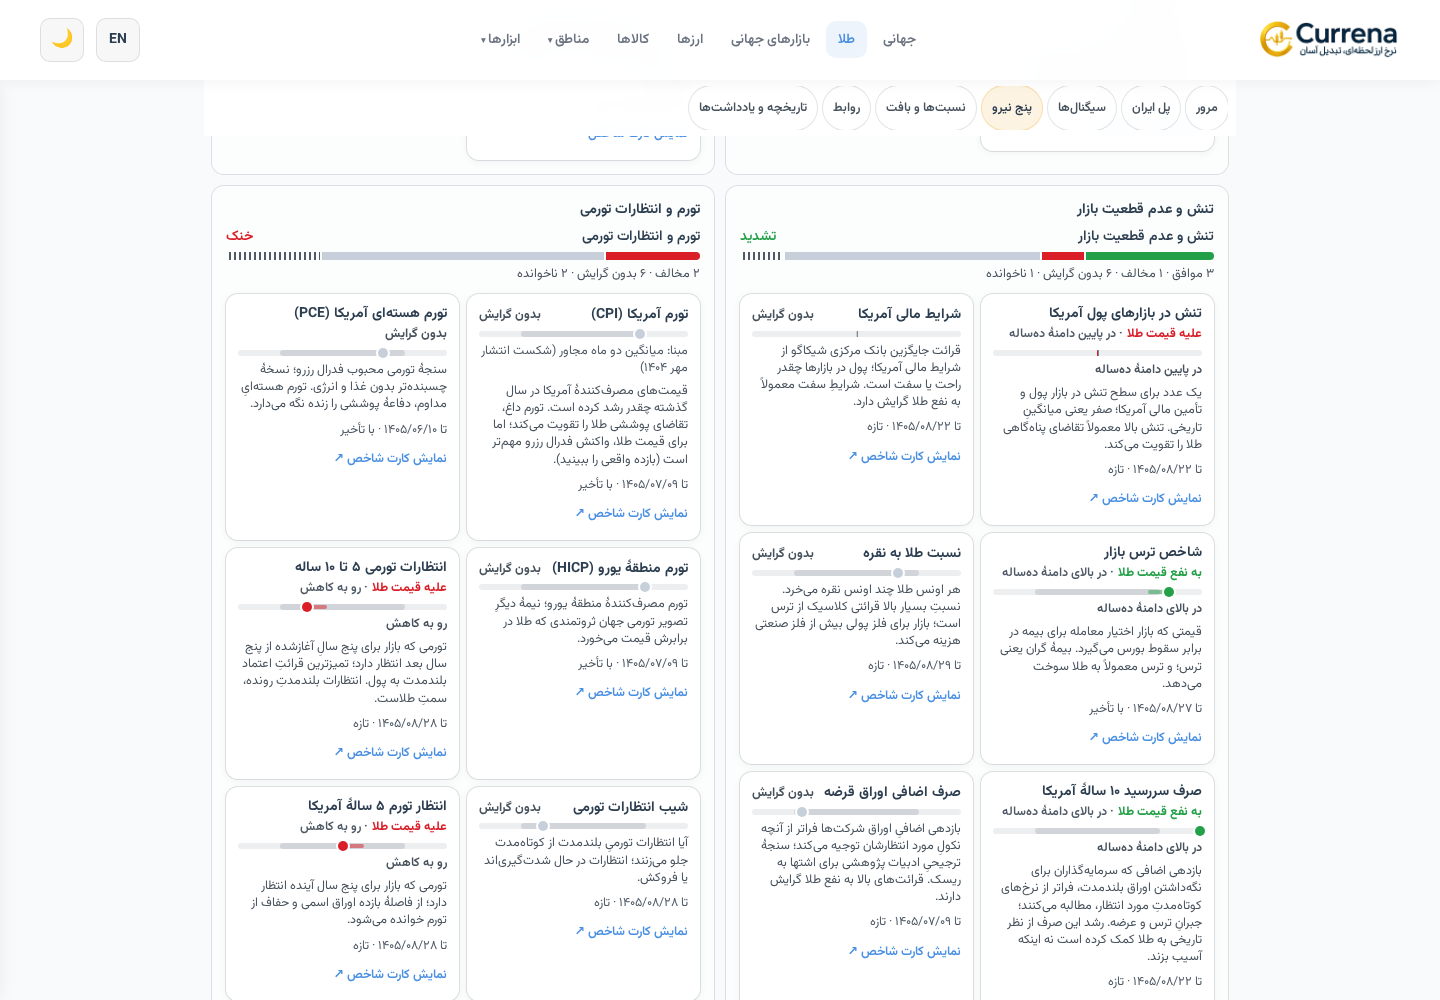 Currena
نرخ ارز لحظه‌ای، تبدیل آسان
جهانی
طلا
بازارهای جهانی
ارزها
کالاها
مناطق ▾
ابزارها ▾
EN
مرور
پل ایران
سیگنال‌ها
پنج نیرو
نسبت‌ها و بافت
روابط
تاریخچه و یادداشت‌ها
تنش و عدم قطعیت بازار
تنش و عدم قطعیت بازار
تشدید
۳ موافق · ۱ مخالف · ۶ بدون گرایش · ۱ ناخوانده
تنش در بازارهای پول آمریکا
علیه قیمت طلا · در پایین دامنهٔ ده‌ساله
در پایین دامنهٔ ده‌ساله
یک عدد برای سطح تنش در بازار پول و
تأمین مالی آمریکا؛ صفر یعنی میانگین
تاریخی. تنش بالا معمولاً تقاضای پناه‌گاهی
طلا را تقویت می‌کند.
تا ۱۴۰۵/۰۸/۲۲ · تازه
نمایش کارت شاخص ↗
شرایط مالی آمریکا
بدون گرایش
قرائت جایگزین بانک مرکزی شیکاگو از
شرایط مالی آمریکا؛ پول در بازارها چقدر
راحت یا سفت است. شرایطِ سفت معمولاً
به نفع طلا گرایش دارد.
تا ۱۴۰۵/۰۸/۲۲ · تازه
نمایش کارت شاخص ↗
شاخص ترس بازار
به نفع قیمت طلا · در بالای دامنهٔ ده‌ساله
در بالای دامنهٔ ده‌ساله
قیمتی که بازار اختیار معامله برای بیمه در
برابر سقوط بورس می‌گیرد. بیمهٔ گران یعنی
ترس؛ و ترس معمولاً به طلا سوخت
می‌دهد.
تا ۱۴۰۵/۰۸/۲۷ · با تأخیر
نمایش کارت شاخص ↗
نسبت طلا به نقره
بدون گرایش
هر اونس طلا چند اونس نقره می‌خرد.
نسبتِ بسیار بالا قرائتی کلاسیک از ترس
است؛ بازار برای فلز پولی بیش از فلز صنعتی
هزینه می‌کند.
تا ۱۴۰۵/۰۸/۲۹ · تازه
نمایش کارت شاخص ↗
صرف سررسید ۱۰ سالهٔ آمریکا
به نفع قیمت طلا · در بالای دامنهٔ ده‌ساله
در بالای دامنهٔ ده‌ساله
بازدهی اضافی که سرمایه‌گذاران برای
نگه‌داشتن اوراق بلندمدت، فراتر از نرخ‌های
کوتاه‌مدتِ مورد انتظار، مطالبه می‌کنند؛
جبرانِ ترس و عرضه. رشد این صرف از نظر
تاریخی به طلا کمک کرده است نه اینکه
آسیب بزند.
تا ۱۴۰۵/۰۸/۲۲ · تازه
صرف اضافی اوراق قرضه
بدون گرایش
بازدهی اضافیِ اوراق شرکت‌ها فراتر از آنچه
نکولِ مورد انتظارشان توجیه می‌کند؛ سنجهٔ
ترجیحیِ ادبیات پژوهشی برای اشتها به
ریسک. قرائت‌های بالا به نفع طلا گرایش
دارند.
تا ۱۴۰۵/۰۷/۰۹ · تازه
نمایش کارت شاخص ↗
تورم و انتظارات تورمی
تورم و انتظارات تورمی
خنک
۲ مخالف · ۶ بدون گرایش · ۲ ناخوانده
تورم آمریکا (CPI)
بدون گرایش
مبنا: میانگین دو ماه مجاور (شکست انتشار
مهر ۱۴۰۴)
قیمت‌های مصرف‌کنندهٔ آمریکا در سال
گذشته چقدر رشد کرده است. تورم داغ،
تقاضای پوششی طلا را تقویت می‌کند؛ اما
برای قیمت طلا، واکنش فدرال رزرو مهم‌تر
است (بازده واقعی را ببینید).
تا ۱۴۰۵/۰۷/۰۹ · با تأخیر
نمایش کارت شاخص ↗
تورم هسته‌ای آمریکا (PCE)
بدون گرایش
سنجهٔ تورمی محبوب فدرال رزرو؛ نسخهٔ
چسبنده‌تر بدون غذا و انرژی. تورم هسته‌ایِ
مداوم، دفاعهٔ پوششی را زنده نگه می‌دارد.
تا ۱۴۰۵/۰۶/۱۰ · با تأخیر
نمایش کارت شاخص ↗
تورم منطقهٔ یورو (HICP)
بدون گرایش
تورم مصرف‌کنندهٔ منطقهٔ یورو؛ نیمهٔ دیگرِ
تصویر تورمی جهان ثروتمندی که طلا در
برابرش قیمت می‌خورد.
تا ۱۴۰۵/۰۷/۰۹ · با تأخیر
نمایش کارت شاخص ↗
انتظارات تورمی ۵ تا ۱۰ ساله
علیه قیمت طلا · رو به کاهش
رو به کاهش
تورمی که بازار برای پنج سالِ آغازشده از پنج
سال بعد انتظار دارد؛ تمیزترین قرائتِ اعتماد
بلندمدت به پول. انتظارات بلندمدتِ رونده،
سمتِ طلاست.
تا ۱۴۰۵/۰۸/۲۸ · تازه
نمایش کارت شاخص ↗
شیب انتظارات تورمی
بدون گرایش
آیا انتظارات تورمیِ بلندمدت از کوتاه‌مدت
جلو می‌زنند؛ انتظارات در حال شدت‌گیری‌اند
یا فروکش.
تا ۱۴۰۵/۰۸/۲۸ · تازه
نمایش کارت شاخص ↗
انتظار تورم ۵ سالهٔ آمریکا
علیه قیمت طلا · رو به کاهش
رو به کاهش
تورمی که بازار برای پنج سال آینده انتظار
دارد؛ از فاصلهٔ بازده اوراق اسمی و حفاف از
تورم خوانده می‌شود.
تا ۱۴۰۵/۰۸/۲۸ · تازه
نمایش کارت شاخص ↗